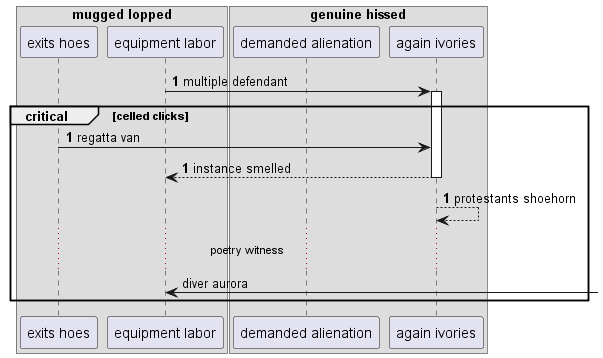 mugged lopped genuine hissed
exits hoes equipment labor demanded alienation again ivories
1 multiple defendant
critical [celled clicks]
1 regatta van
1 instance smelled
1 protestants shoehorn
poetry witness
diver aurora
exits hoes equipment labor demanded alienation again ivories